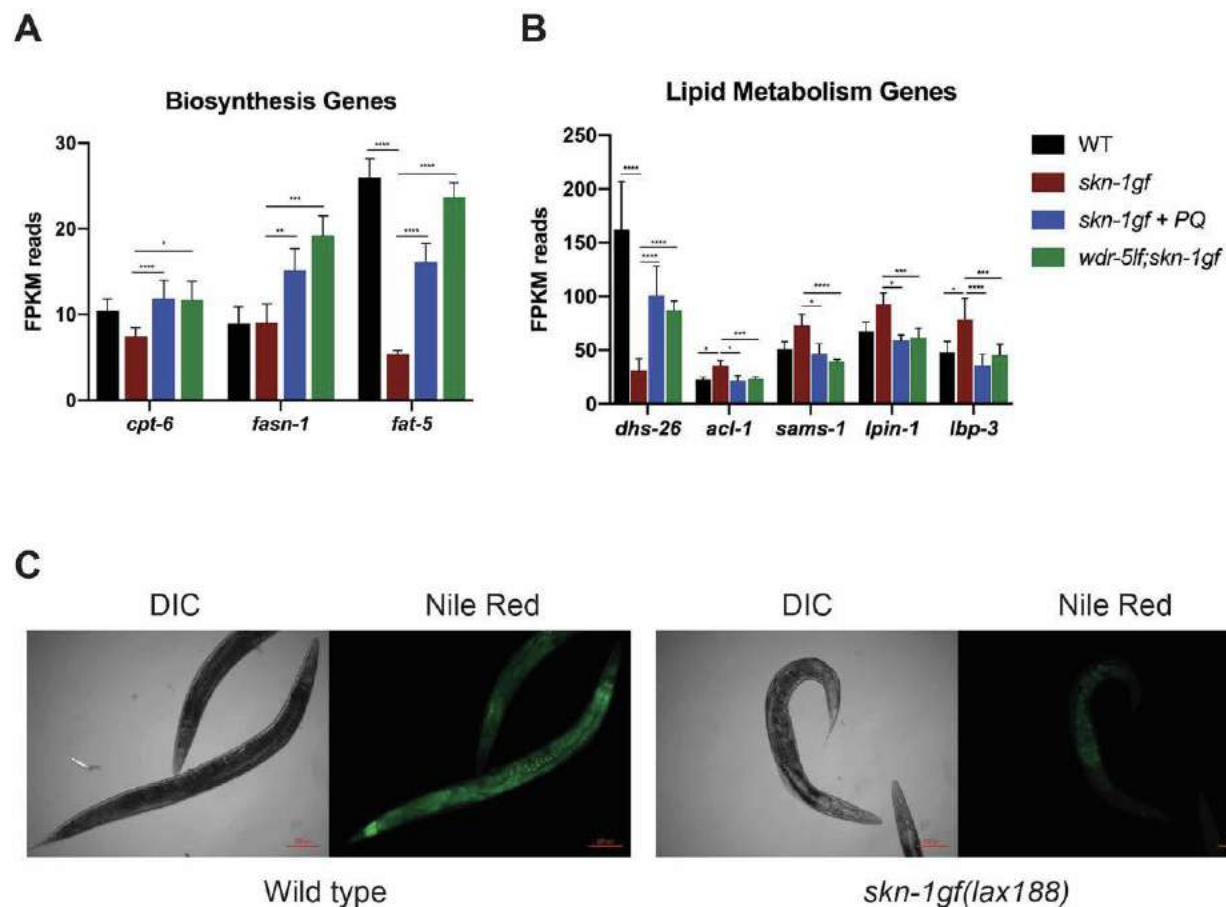 A
Biosynthesis Genes
FPKM reads
30
20
10
0
**** 
****
***
**
*
****
****
cpt-6 fasn-1 fat-5
B
Lipid Metabolism Genes
FPKM reads
250
200
150
100
50
0
****
****
****
*
*
***
****
*
***
*
***
*
****
dhs-26 acl-1 sams-1 lpin-1 lbp-3
WT
skn-1gf
skn-1gf + PQ
wdr-5lf;skn-1gf
C
DIC Nile Red DIC Nile Red
Wild type skn-1gf(lax188)